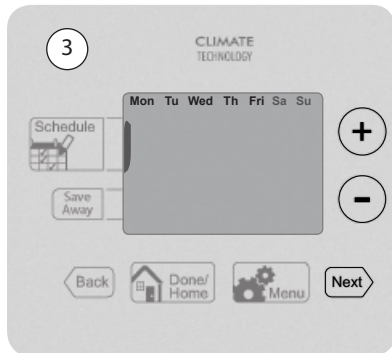 3
CLIMATE
TECHNOLOGY
Mon Tu Wed Th Fri Sa Su
Schedule
+
Save
Away
-
Back
Done/
Home
Menu
Next